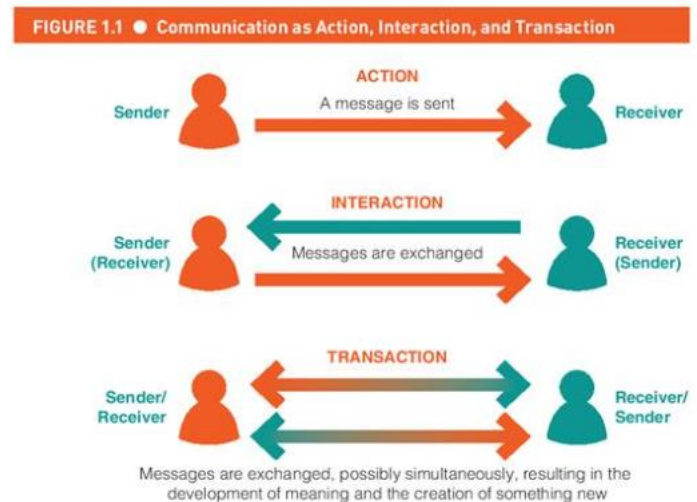 FIGURE 1.1 ● Communication as Action, Interaction, and Transaction
ACTION
A message is sent
Sender
Receiver
INTERACTION
Sender
(Receiver)
Messages are exchanged
Receiver
(Sender)
TRANSACTION
Sender/
Receiver
Receiver/
Sender
Messages are exchanged, possibly simultaneously, resulting in the
development of meaning and the creation of something new